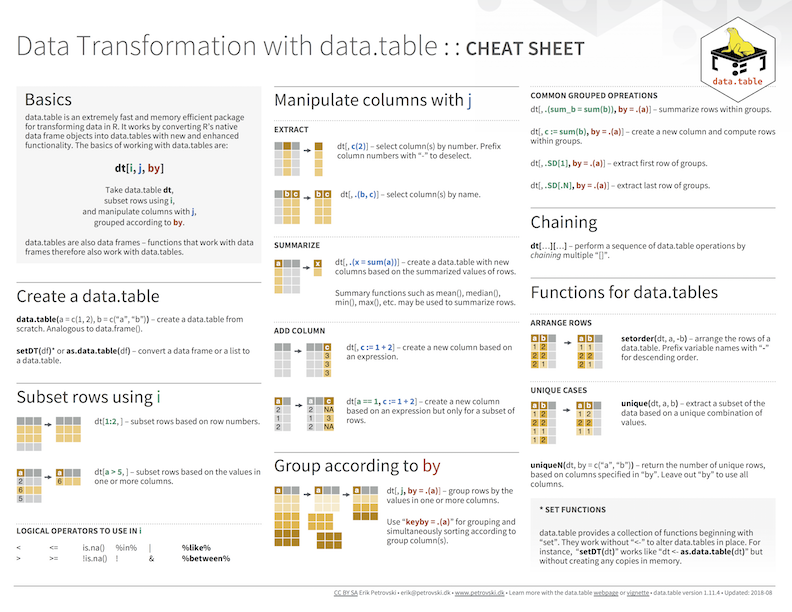 Data Transformation with data.table : : CHEAT SHEET
data.table
Basics
data.table is an extremely fast and memory efficient package
for transforming data in R. It works by converting R's native
data frame objects into data.tables with new and enhanced
functionality. The basics of working with data.tables are:
dt[i, j, by]
Take data.table dt,
subset rows using i,
and manipulate columns with j,
grouped according to by.
data.tables are also data frames – functions that work with data
frames therefore also work with data.tables.
Create a data.table
data.table(a = c(1, 2), b = c("a", "b")) – create a data.table from
scratch. Analogous to data.frame().
setDT(df)* or as.data.table(df) – convert a data frame or a list to
a data.table.
Subset rows using i
dt[1:2, ] – subset rows based on row numbers.
a a
2 6
6
5
dt[a > 5, ] – subset rows based on the values in
one or more columns.
LOGICAL OPERATORS TO USE IN i
< <= is.na() %in% | %like%
> >= !is.na() ! & %between%
Manipulate columns with j
EXTRACT
dt[, c(2)] – select column(s) by number. Prefix
column numbers with "-" to deselect.
b c b c
dt[, .(b, c)] – select column(s) by name.
SUMMARIZE
a x
dt[, .(x = sum(a))] – create a data.table with new
columns based on the summarized values of rows.
Summary functions such as mean(), median(),
min(), max(), etc. may be used to summarize rows.
ADD COLUMN
c
3
3
3
dt[, c := 1 + 2] – create a new column based on
an expression.
a a c
2 2 NA
1 1 3
2 2 NA
dt[a == 1, c := 1 + 2] – create a new column
based on an expression but only for a subset of
rows.
Group according to by
a a a
dt[, j, by = .(a)] – group rows by the
values in one or more columns.
Use "keyby = .(a)" for grouping and
simultaneously sorting according to
group column(s).
COMMON GROUPED OPREATIONS
dt[, .(sum_b = sum(b)), by = .(a)] – summarize rows within groups.
dt[, c := sum(b), by = .(a)] – create a new column and compute rows
within groups.
dt[, .SD[1], by = .(a)] – extract first row of groups.
dt[, .SD[.N], by = .(a)] – extract last row of groups.
Chaining
dt[…][…] – perform a sequence of data.table operations by
chaining multiple "[]".
Functions for data.tables
ARRANGE ROWS
a b a b
1 2 1 1
2 2 2 2
1 1 2 1
setorder(dt, a, -b) – arrange the rows of a
data.table. Prefix variable names with "-"
for descending order.
UNIQUE CASES
a b a b
1 2 1 2
2 2 2 2
1 1 1 1
1 2
unique(dt, a, b) – extract a subset of the
data based on a unique combination of
values.
uniqueN(dt, by = c("a", "b")) – return the number of unique rows,
based on columns specified in "by". Leave out "by" to use all
columns.
* SET FUNCTIONS
data.table provides a collection of functions beginning with
"set". They work without "<-" to alter data.tables in place. For
instance, "setDT(dt)" works like "dt <- as.data.table(dt)" but
without creating any copies in memory.
CC BY SA Erik Petrovski • erik@petrovski.dk • www.petrovski.dk • Learn more with the data.table webpage or vignette • data.table version 1.11.4 • Updated: 2018-08